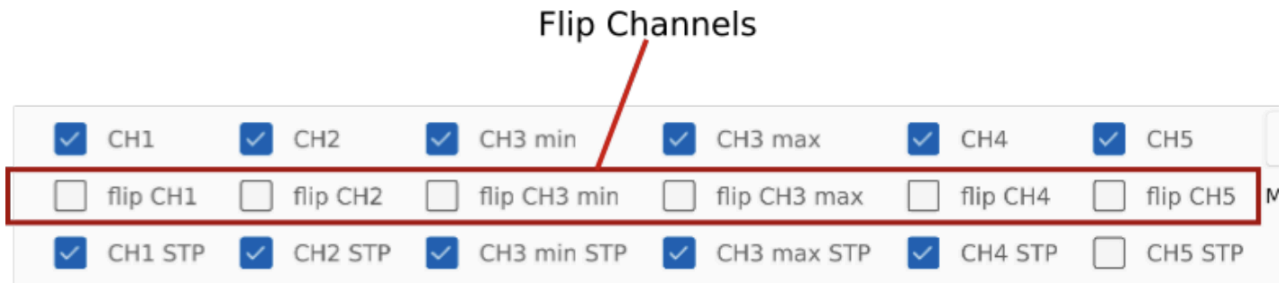 Flip Channels
CH1 CH2 CH3 min CH3 max CH4 CH5
flip CH1 flip CH2 flip CH3 min flip CH3 max flip CH4 flip CH5 M
CH1 STP CH2 STP CH3 min STP CH3 max STP CH4 STP CH5 STP